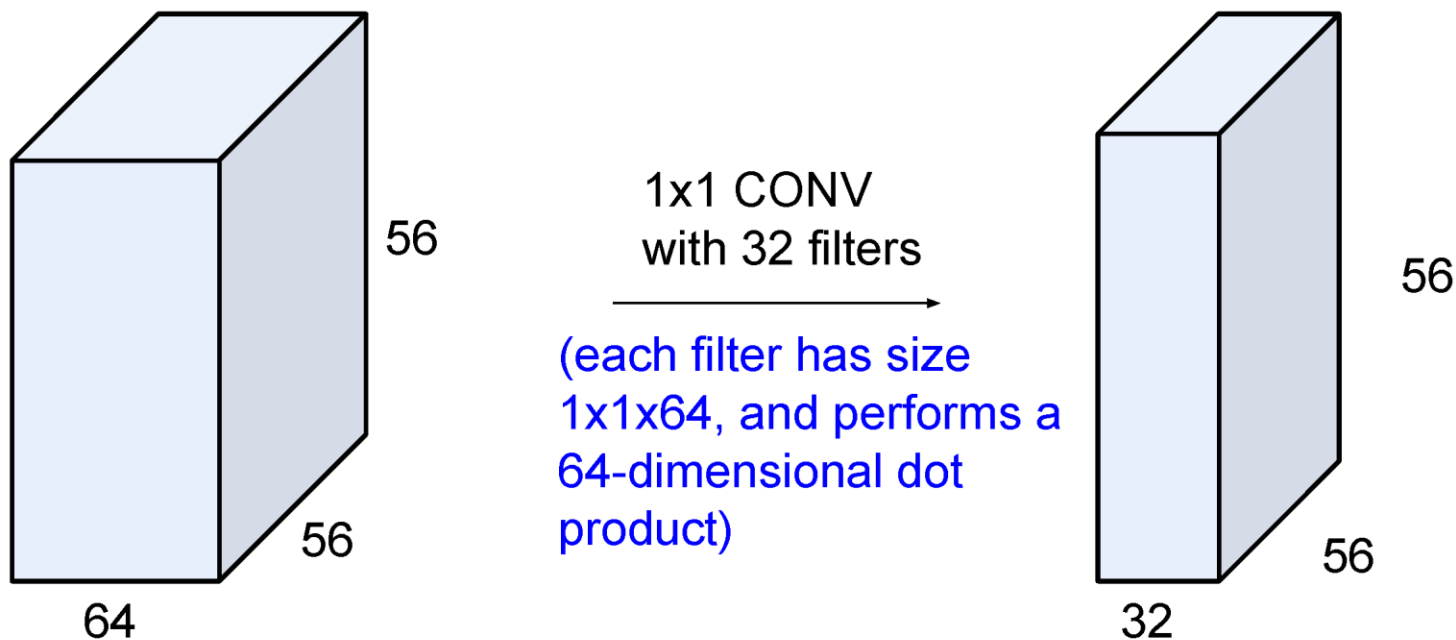 56
56
64
1x1 CONV
with 32 filters
(each filter has size
1x1x64, and performs a
64-dimensional dot
product)
56
56
32